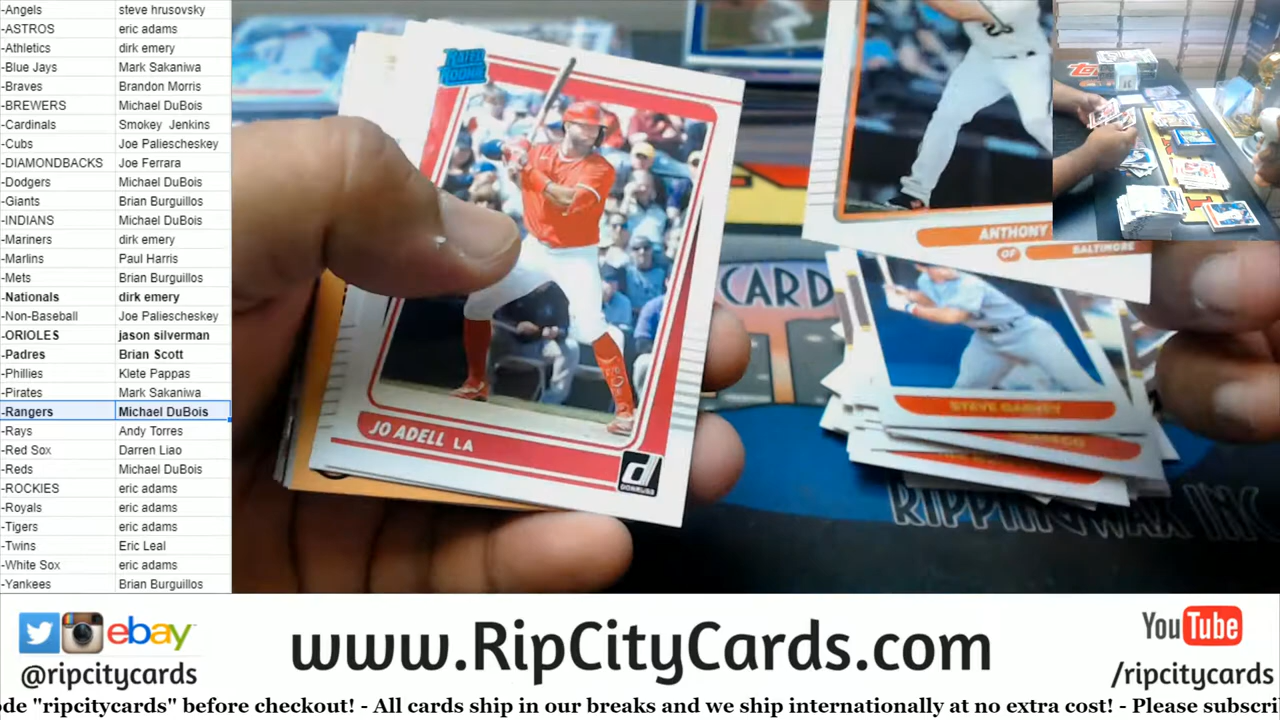 -Angels steve hrusovsky
-ASTROS eric adams
-Athletics dirk emery
-Blue Jays Mark Sakaniwa
-Braves Brandon Morris
-BREWERS Michael DuBois
-Cardinals Smokey Jenkins
-Cubs Joe Paliescheskey
-DIAMONDBACKS Joe Ferrara
-Dodgers Michael DuBois
-Giants Brian Burguillos
-INDIANS Michael DuBois
-Mariners dirk emery
-Marlins Paul Harris
-Mets Brian Burguillos
-Nationals dirk emery
-Non-Baseball Joe Paliescheskey
-ORIOLES jason silverman
-Padres Brian Scott
-Phillies Klete Pappas
-Pirates Mark Sakaniwa
-Rangers Michael DuBois
-Rays Andy Torres
-Red Sox Darren Liao
-Reds Michael DuBois
-ROCKIES eric adams
-Royals eric adams
-Tigers eric adams
-Twins Eric Leal
-White Sox eric adams
-Yankees Brian Burguillos
RATED
ROOKIE
JO ADELL LA
DONRUSS
ANTHONY
OF BALTIMORE
CARD
STEVE GARVEY
RIPPINGWAX INC
ebay
@ripcitycards
www.RipCityCards.com
YouTube
/ripcitycards
ode "ripcitycards" before checkout! - All cards ship in our breaks and we ship internationally at no extra cost! - Please subscri